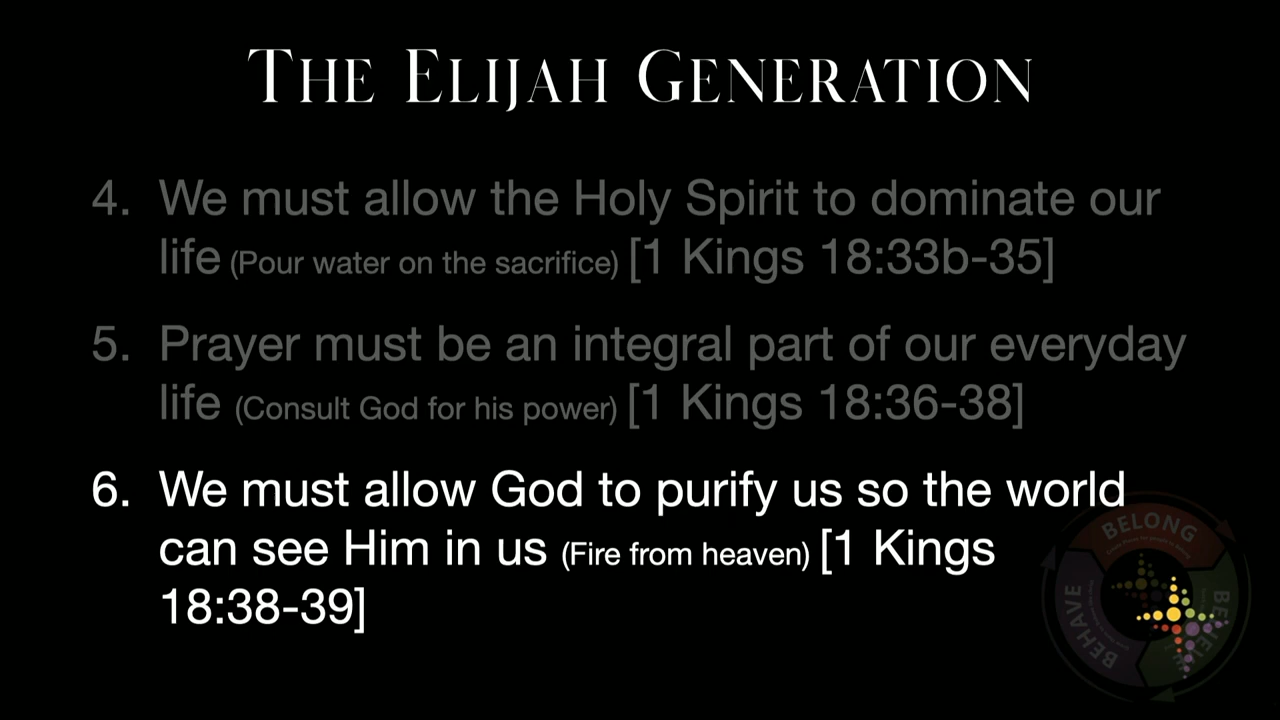 THE ELIJAH GENERATION
4. We must allow the Holy Spirit to dominate our
life (Pour water on the sacrifice) [1 Kings 18:33b-35]
5. Prayer must be an integral part of our everyday
life (Consult God for his power) [1 Kings 18:36-38]
6. We must allow God to purify us so the world
can see Him in us (Fire from heaven) [1 Kings
18:38-39]
BELONG
BEHAVE